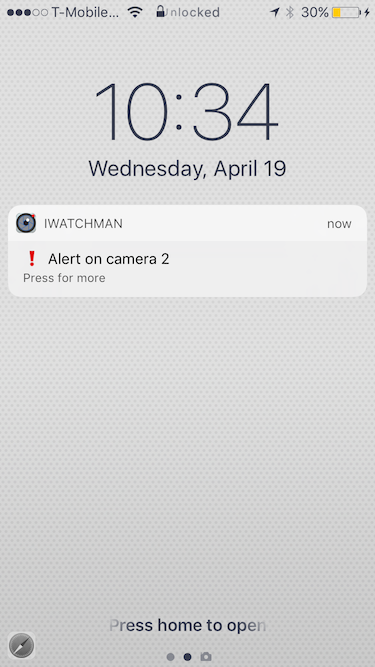 T-Mobile... Unlocked 30%
10:34
Wednesday, April 19
IWATCHMAN now
❗ Alert on camera 2
Press for more
Press home to open